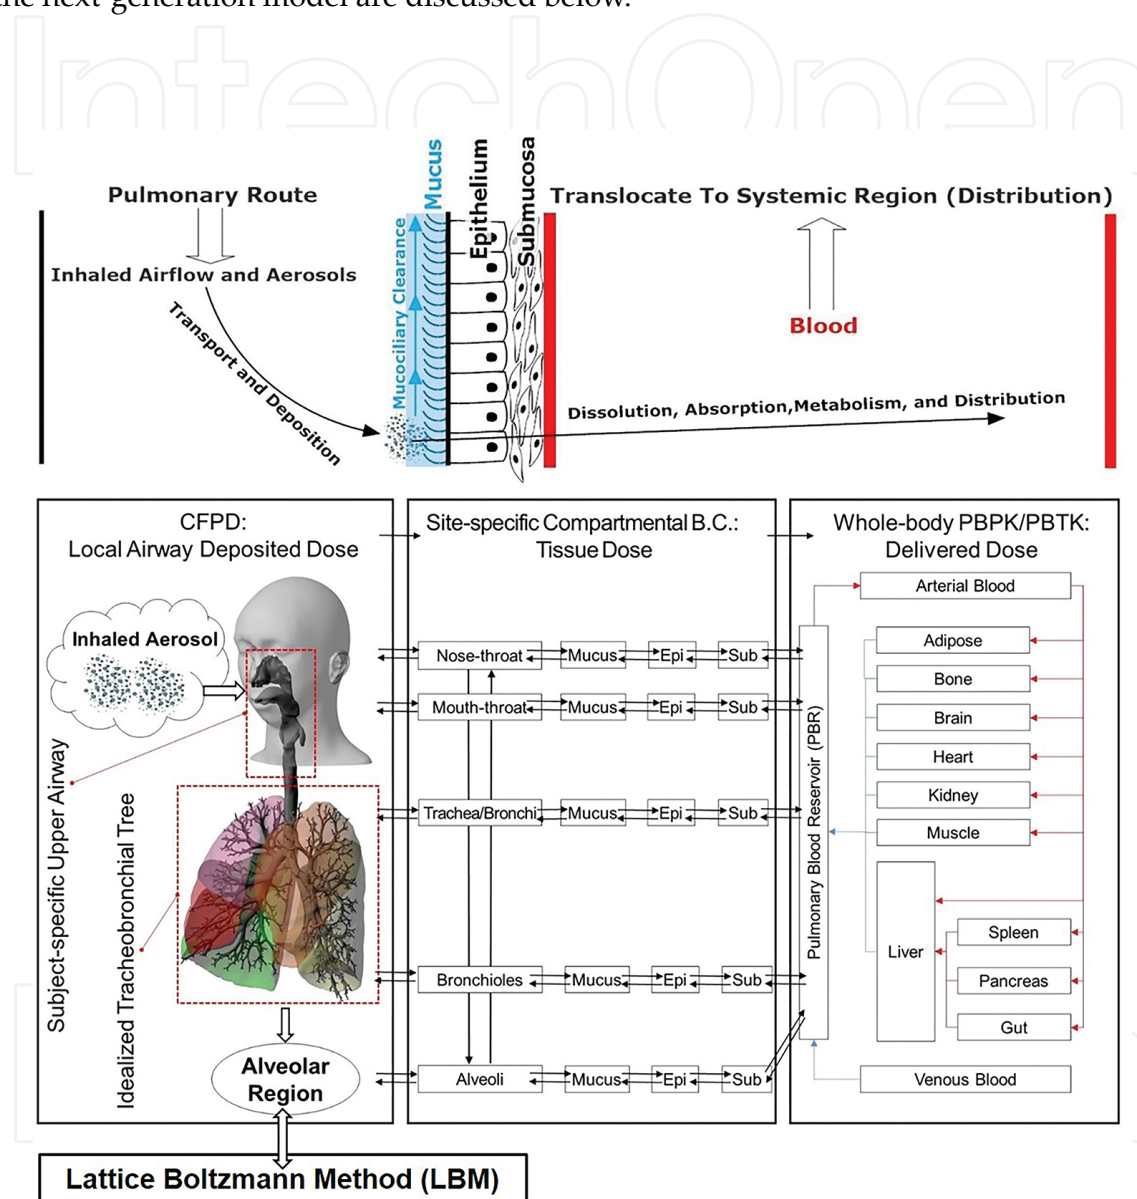 the next-generation model are discussed below.
IntechOpen
Pulmonary Route
Inhaled Airflow and Aerosols
Transport and Deposition
Mucociliary Clearance
Mucus
Epithelium
Submucosa
Translocate To Systemic Region (Distribution)
Blood
Dissolution, Absorption,Metabolism, and Distribution
CFPD:
Local Airway Deposited Dose
Inhaled Aerosol
Subject-specific Upper Airway
Idealized Tracheobronchial Tree
Alveolar
Region
Lattice Boltzmann Method (LBM)
Site-specific Compartmental B.C.:
Tissue Dose
Nose-throat Mucus Epi Sub
Mouth-throat Mucus Epi Sub
Trachea/Bronchi Mucus Epi Sub
Bronchioles Mucus Epi Sub
Alveoli Mucus Epi Sub
Whole-body PBPK/PBTK:
Delivered Dose
Pulmonary Blood Reservoir (PBR)
Arterial Blood
Adipose
Bone
Brain
Heart
Kidney
Muscle
Liver
Spleen
Pancreas
Gut
Venous Blood